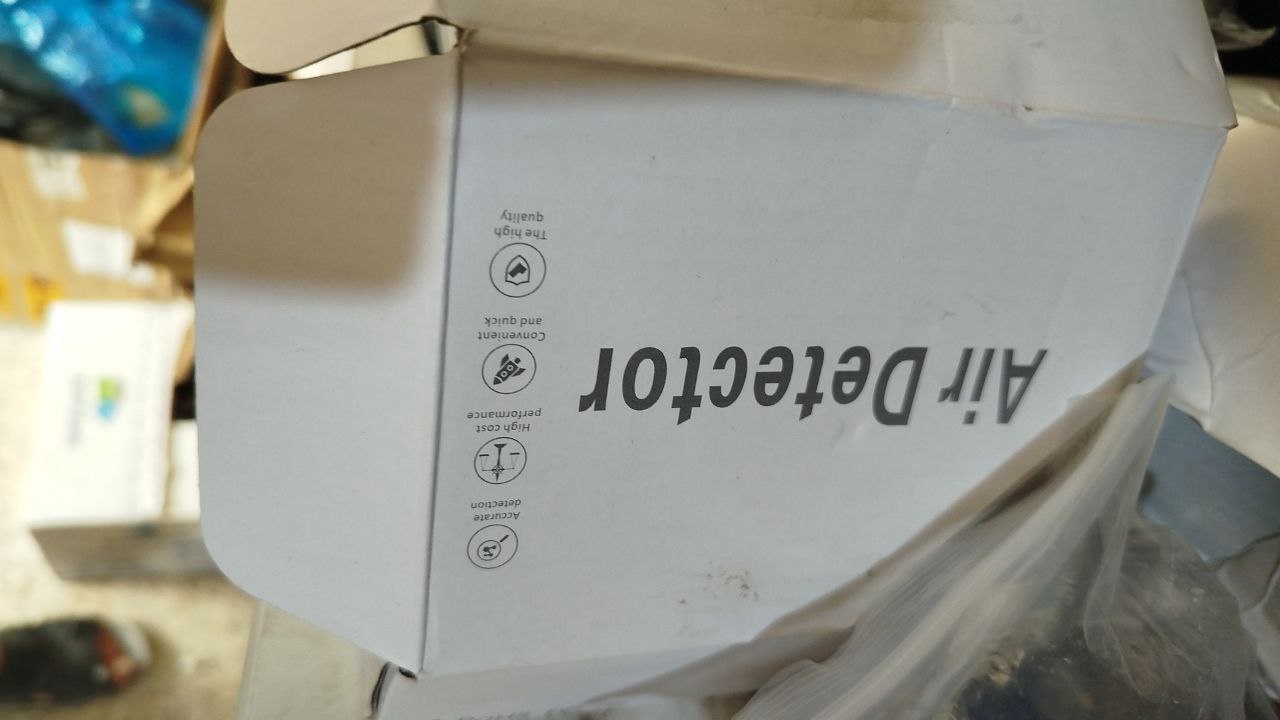 Air Detector
Accurate
detection
High cost
performance
Convenient
and quick
The high
quality